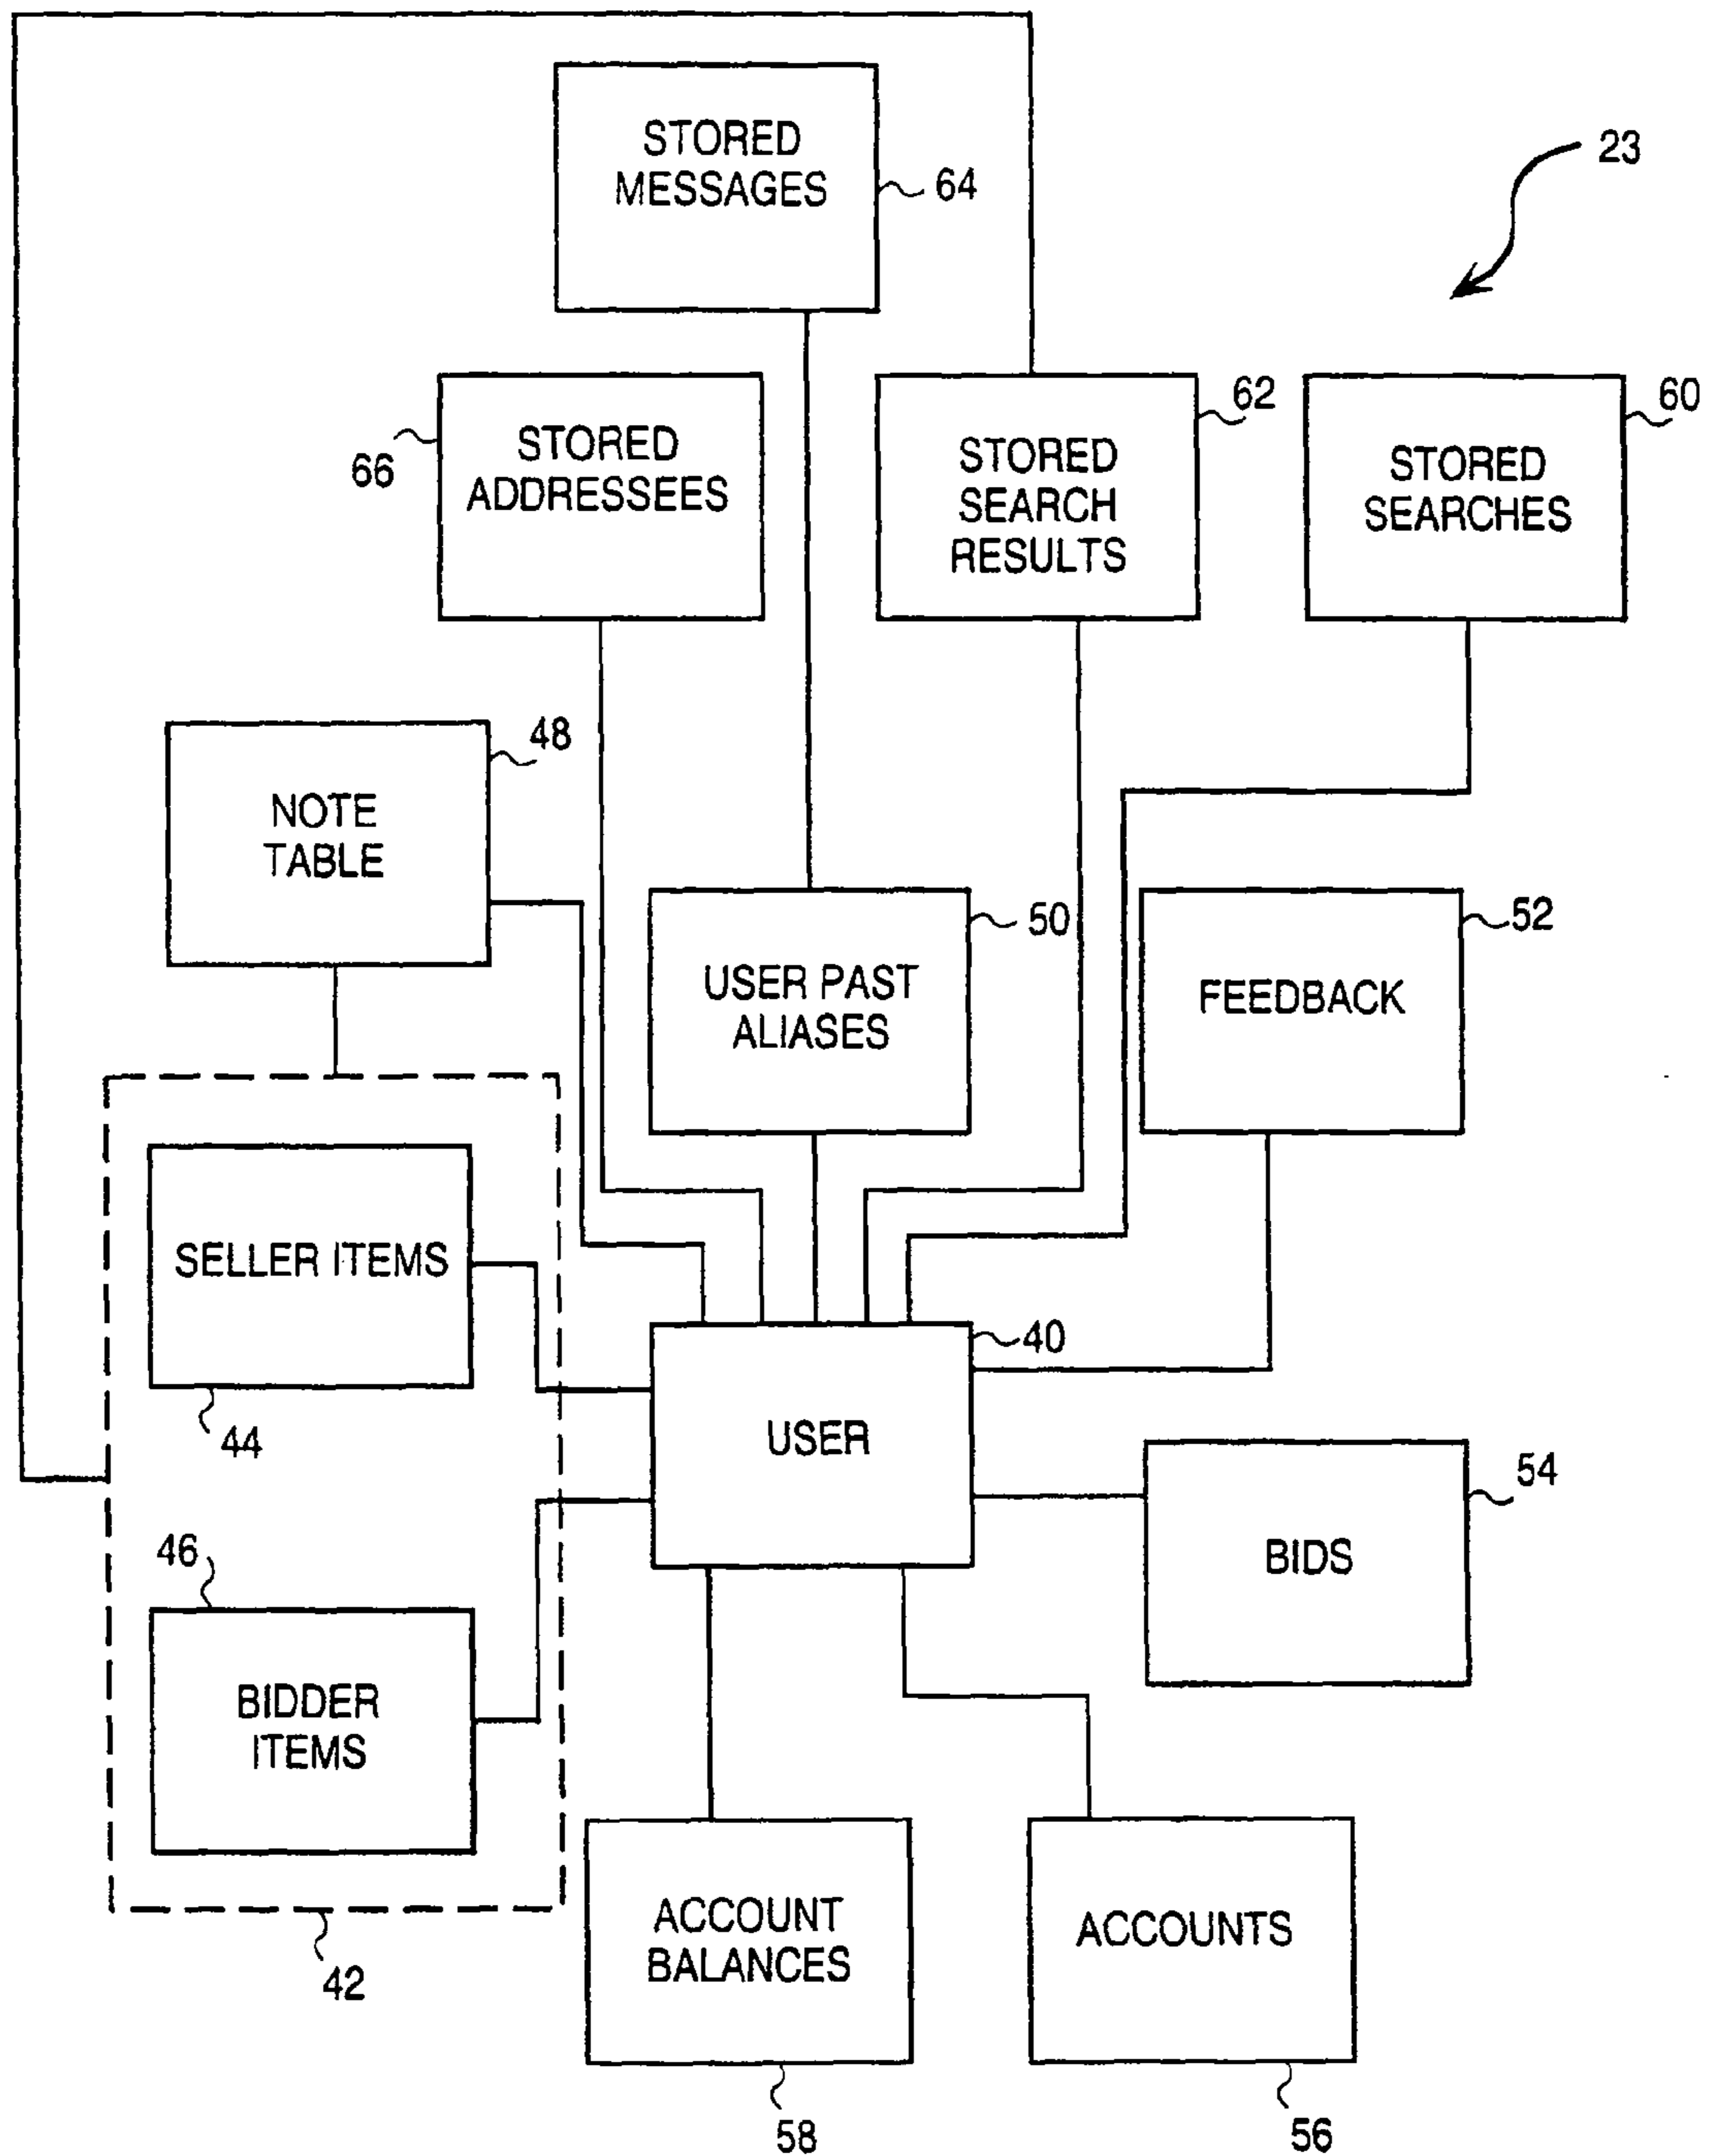 23
STORED
MESSAGES
64
66
STORED
ADDRESSEES
62
STORED
SEARCH
RESULTS
60
STORED
SEARCHES
48
NOTE
TABLE
50
USER PAST
ALIASES
52
FEEDBACK
SELLER ITEMS
44
40
USER
54
BIDS
46
BIDDER
ITEMS
42
ACCOUNT
BALANCES
58
ACCOUNTS
56